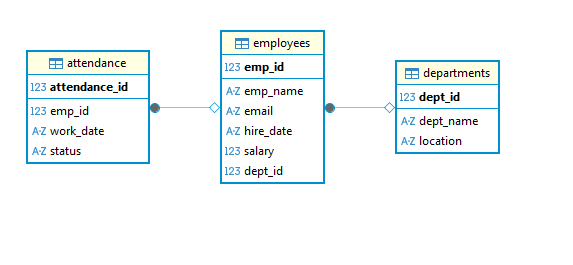 attendance
123 attendance_id
123 emp_id
A-Z work_date
A-Z status
employees
123 emp_id
A-Z emp_name
A-Z email
A-Z hire_date
123 salary
123 dept_id
departments
123 dept_id
A-Z dept_name
A-Z location